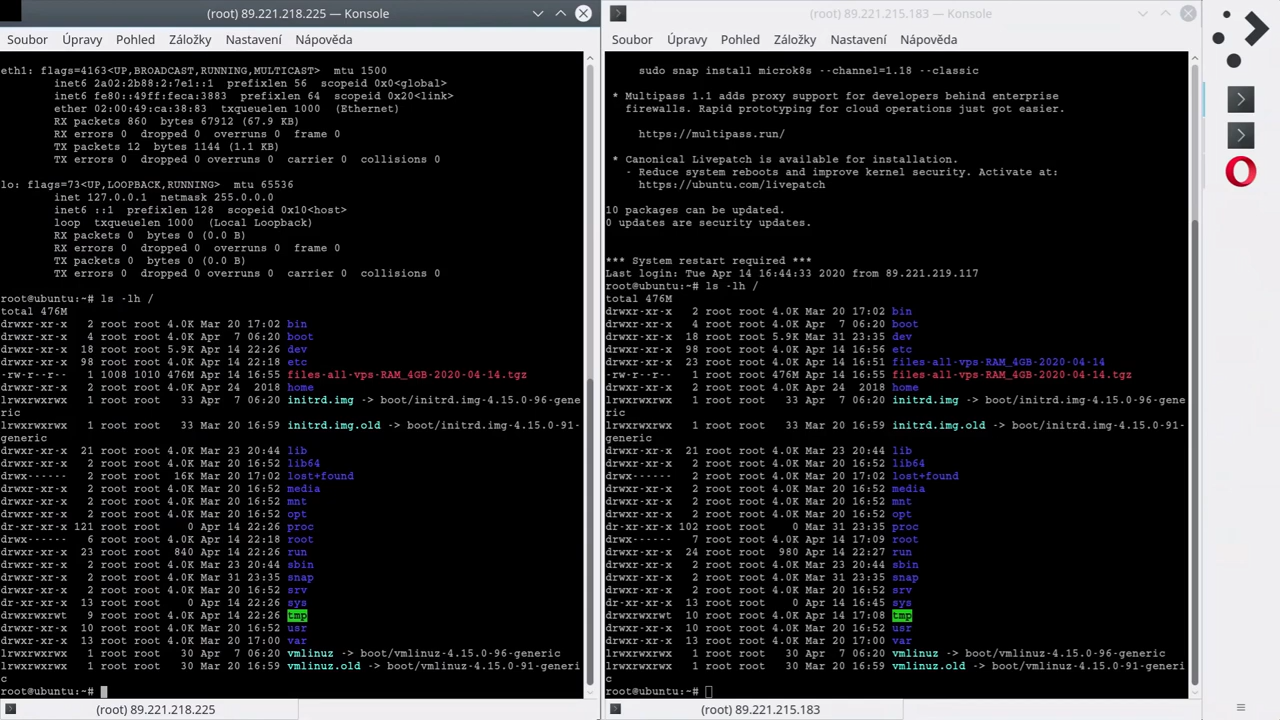 (root) 89.221.218.225 — Konsole
Soubor Úpravy Pohled Záložky Nastavení Nápověda
eth1: flags=4163<UP,BROADCAST,RUNNING,MULTICAST> mtu 1500
inet6 2a02:2b88:2:7e1::1 prefixlen 56 scopeid 0x0<global>
inet6 fe80::49ff:feca:3883 prefixlen 64 scopeid 0x20<link>
ether 02:00:49:ca:38:83 txqueuelen 1000 (Ethernet)
RX packets 860 bytes 67912 (67.9 KB)
RX errors 0 dropped 0 overruns 0 frame 0
TX packets 12 bytes 1144 (1.1 KB)
TX errors 0 dropped 0 overruns 0 carrier 0 collisions 0
lo: flags=73<UP,LOOPBACK,RUNNING> mtu 65536
inet 127.0.0.1 netmask 255.0.0.0
inet6 ::1 prefixlen 128 scopeid 0x10<host>
loop txqueuelen 1000 (Local Loopback)
RX packets 0 bytes 0 (0.0 B)
RX errors 0 dropped 0 overruns 0 frame 0
TX packets 0 bytes 0 (0.0 B)
TX errors 0 dropped 0 overruns 0 carrier 0 collisions 0
root@ubuntu:~# ls -lh /
total 476M
drwxr-xr-x 2 root root 4.0K Mar 20 17:02 bin
drwxr-xr-x 4 root root 4.0K Apr 7 06:20 boot
drwxr-xr-x 18 root root 5.9K Apr 14 22:26 dev
drwxr-xr-x 98 root root 4.0K Apr 14 22:18 etc
-rw-r--r-- 1 1008 1010 476M Apr 14 16:55 files-all-vps-RAM_4GB-2020-04-14.tgz
drwxr-xr-x 2 root root 4.0K Apr 24 2018 home
lrwxrwxrwx 1 root root 33 Apr 7 06:20 initrd.img -> boot/initrd.img-4.15.0-96-gene
ric
lrwxrwxrwx 1 root root 33 Mar 20 16:59 initrd.img.old -> boot/initrd.img-4.15.0-91-
generic
drwxr-xr-x 21 root root 4.0K Mar 23 20:44 lib
drwxr-xr-x 2 root root 4.0K Mar 20 16:52 lib64
drwx------ 2 root root 16K Mar 20 17:02 lost+found
drwxr-xr-x 2 root root 4.0K Mar 20 16:52 media
drwxr-xr-x 2 root root 4.0K Mar 20 16:52 mnt
drwxr-xr-x 2 root root 4.0K Mar 20 16:52 opt
dr-xr-xr-x 121 root root 0 Apr 14 22:26 proc
drwx------ 6 root root 4.0K Apr 14 22:18 root
drwxr-xr-x 23 root root 840 Apr 14 22:26 run
drwxr-xr-x 2 root root 4.0K Mar 23 20:44 sbin
drwxr-xr-x 2 root root 4.0K Mar 31 23:35 snap
drwxr-xr-x 2 root root 4.0K Mar 20 16:52 srv
dr-xr-xr-x 13 root root 0 Apr 14 22:26 sys
drwxrwxrwt 9 root root 4.0K Apr 14 22:26 tmp
drwxr-xr-x 10 root root 4.0K Mar 20 16:52 usr
drwxr-xr-x 13 root root 4.0K Mar 20 17:00 var
lrwxrwxrwx 1 root root 30 Apr 7 06:20 vmlinuz -> boot/vmlinuz-4.15.0-96-generic
lrwxrwxrwx 1 root root 30 Mar 20 16:59 vmlinuz.old -> boot/vmlinuz-4.15.0-91-generi
c
root@ubuntu:~#
(root) 89.221.218.225
(root) 89.221.215.183 — Konsole
Soubor Úpravy Pohled Záložky Nastavení Nápověda
sudo snap install microk8s --channel=1.18 --classic
* Multipass 1.1 adds proxy support for developers behind enterprise
firewalls. Rapid prototyping for cloud operations just got easier.
https://multipass.run/
* Canonical Livepatch is available for installation.
- Reduce system reboots and improve kernel security. Activate at:
https://ubuntu.com/livepatch
10 packages can be updated.
0 updates are security updates.
*** System restart required ***
Last login: Tue Apr 14 16:44:33 2020 from 89.221.219.117
root@ubuntu:~# ls -lh /
total 476M
drwxr-xr-x 2 root root 4.0K Mar 20 17:02 bin
drwxr-xr-x 4 root root 4.0K Apr 7 06:20 boot
drwxr-xr-x 18 root root 5.9K Mar 31 23:35 dev
drwxr-xr-x 98 root root 4.0K Apr 14 16:56 etc
drwxr-xr-x 23 root root 4.0K Apr 14 16:51 files-all-vps-RAM_4GB-2020-04-14
-rw-r--r-- 1 root root 476M Apr 14 16:55 files-all-vps-RAM_4GB-2020-04-14.tgz
drwxr-xr-x 2 root root 4.0K Apr 24 2018 home
lrwxrwxrwx 1 root root 33 Apr 7 06:20 initrd.img -> boot/initrd.img-4.15.0-96-gene
ric
lrwxrwxrwx 1 root root 33 Mar 20 16:59 initrd.img.old -> boot/initrd.img-4.15.0-91-
generic
drwxr-xr-x 21 root root 4.0K Mar 23 20:44 lib
drwxr-xr-x 2 root root 4.0K Mar 20 16:52 lib64
drwx------ 2 root root 4.0K Mar 20 16:52 lost+found
drwxr-xr-x 2 root root 4.0K Mar 20 16:52 media
drwxr-xr-x 2 root root 4.0K Mar 20 16:52 mnt
drwxr-xr-x 2 root root 4.0K Mar 20 16:52 opt
dr-xr-xr-x 102 root root 0 Mar 31 23:35 proc
drwx------ 7 root root 4.0K Apr 14 17:09 root
drwxr-xr-x 24 root root 980 Apr 14 22:27 run
drwxr-xr-x 2 root root 4.0K Mar 23 20:44 sbin
drwxr-xr-x 2 root root 4.0K Mar 31 23:35 snap
drwxr-xr-x 2 root root 4.0K Mar 20 16:52 srv
dr-xr-xr-x 13 root root 0 Apr 14 16:45 sys
drwxrwxrwt 10 root root 4.0K Apr 14 17:08 tmp
drwxr-xr-x 10 root root 4.0K Mar 20 16:52 usr
drwxr-xr-x 13 root root 4.0K Mar 20 17:00 var
lrwxrwxrwx 1 root root 30 Apr 7 06:20 vmlinuz -> boot/vmlinuz-4.15.0-96-generic
lrwxrwxrwx 1 root root 30 Mar 20 16:59 vmlinuz.old -> boot/vmlinuz-4.15.0-91-generi
c
root@ubuntu:~#
(root) 89.221.215.183